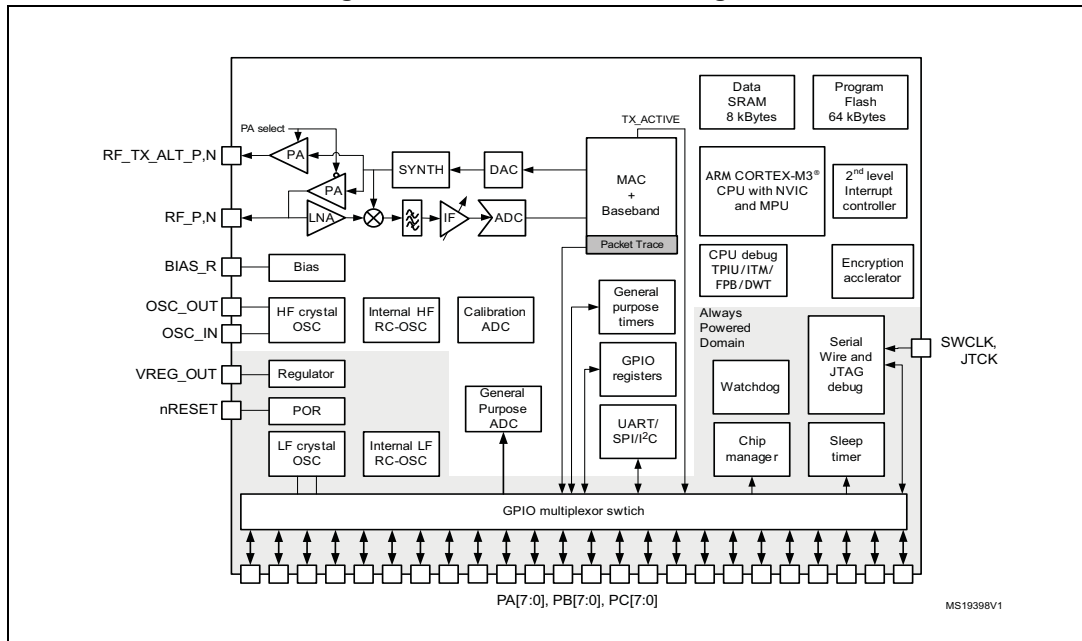 Data
SRAM
8 kBytes
Program
Flash
64 kBytes
TX_ACTIVE
PA select
RF_TX_ALT_P,N
PA
SYNTH
DAC
MAC
+
Baseband
ARM CORTEX-M3®
CPU with NVIC
and MPU
2nd level
Interrupt
controller
PA
RF_P,N
LNA
IF
ADC
Packet Trace
CPU debug
TPIU/ITM/
FPB/DWT
Encryption
acclerator
BIAS_R
Bias
OSC_OUT
OSC_IN
HF crystal
OSC
Internal HF
RC-OSC
Calibration
ADC
General
purpose
timers
Always
Powered
Domain
Serial
Wire and
JTAG
debug
SWCLK,
JTCK
VREG_OUT
Regulator
GPIO
registers
Watchdog
nRESET
POR
General
Purpose
ADC
UART/
SPI/I2C
LF crystal
OSC
Internal LF
RC-OSC
Chip
manager
Sleep
timer
GPIO multiplexor swtich
PA[7:0], PB[7:0], PC[7:0]
MS19398V1